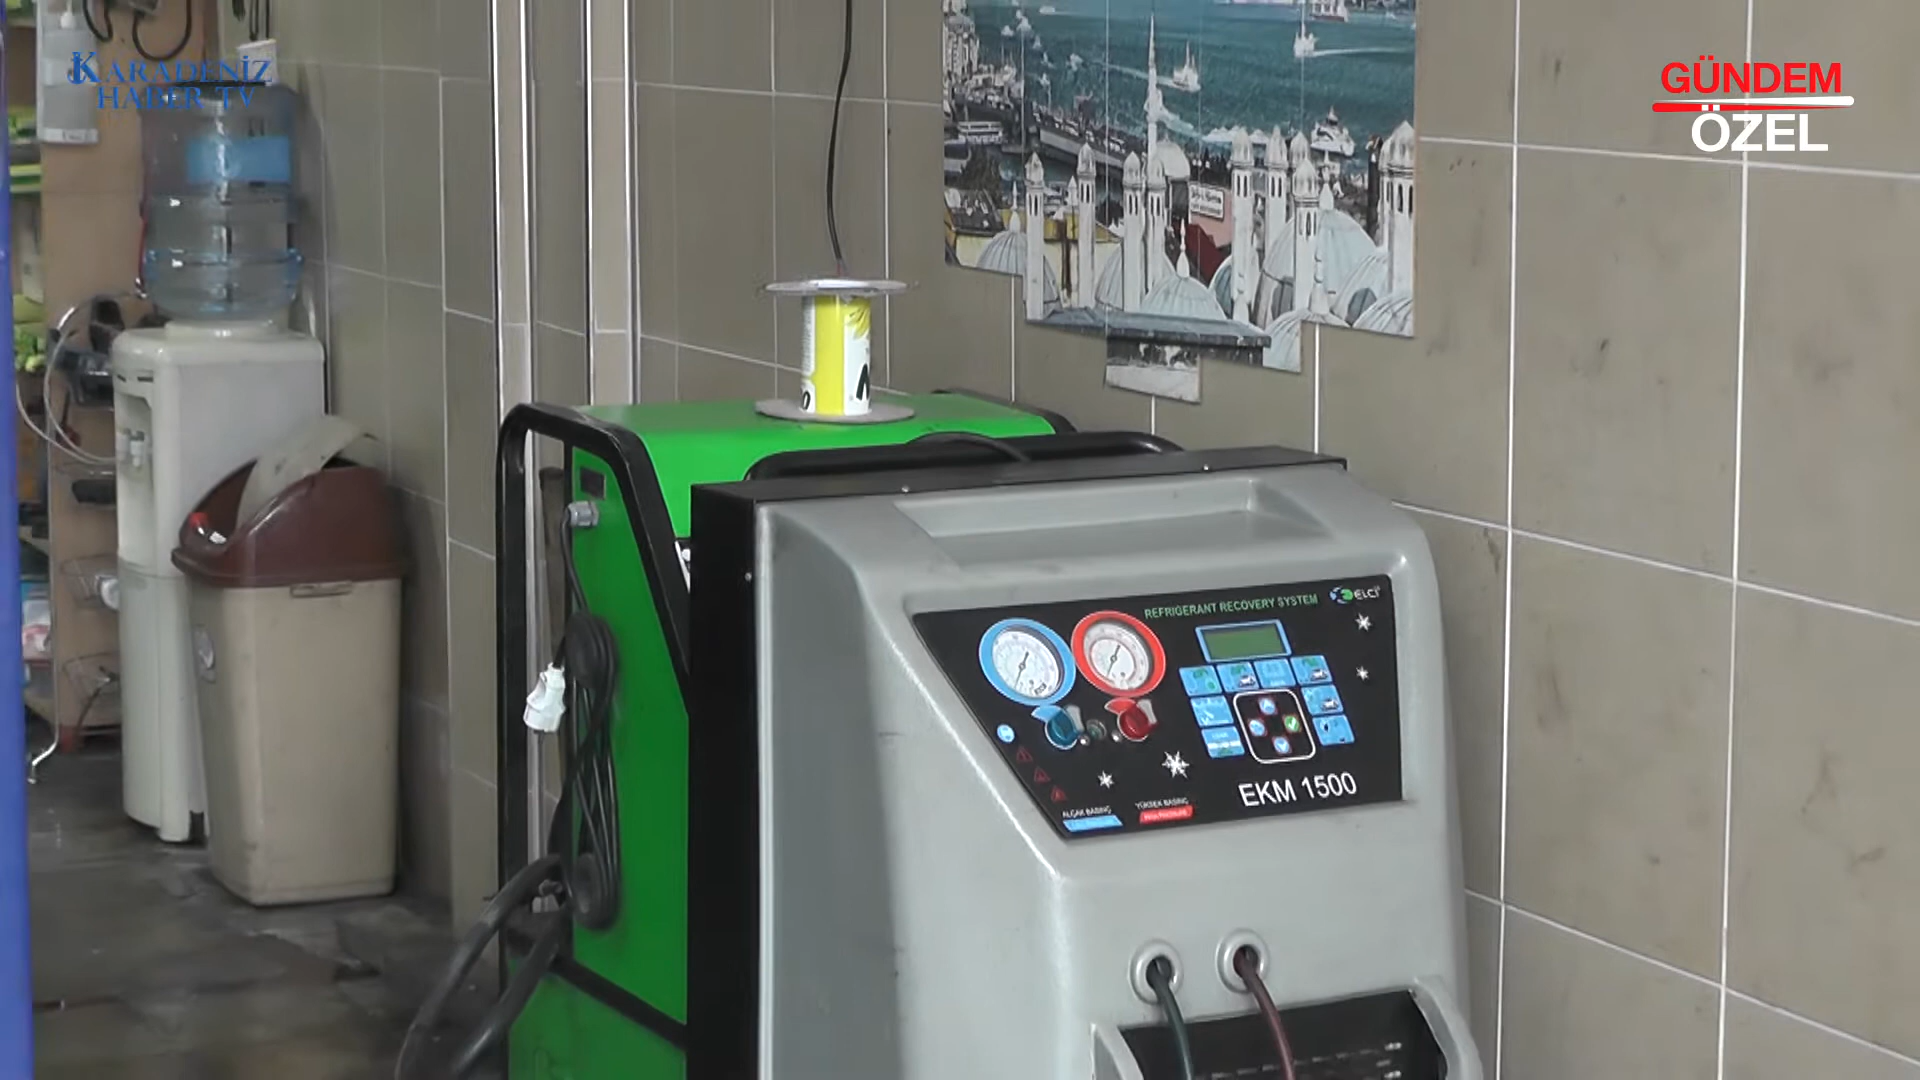 KARADENİZ
HABER TV
GÜNDEM
ÖZEL
REFRIGERANT RECOVERY SYSTEM
ELCI
EKM 1500
ALÇAK BASINÇ
YÜKSEK BASINÇ